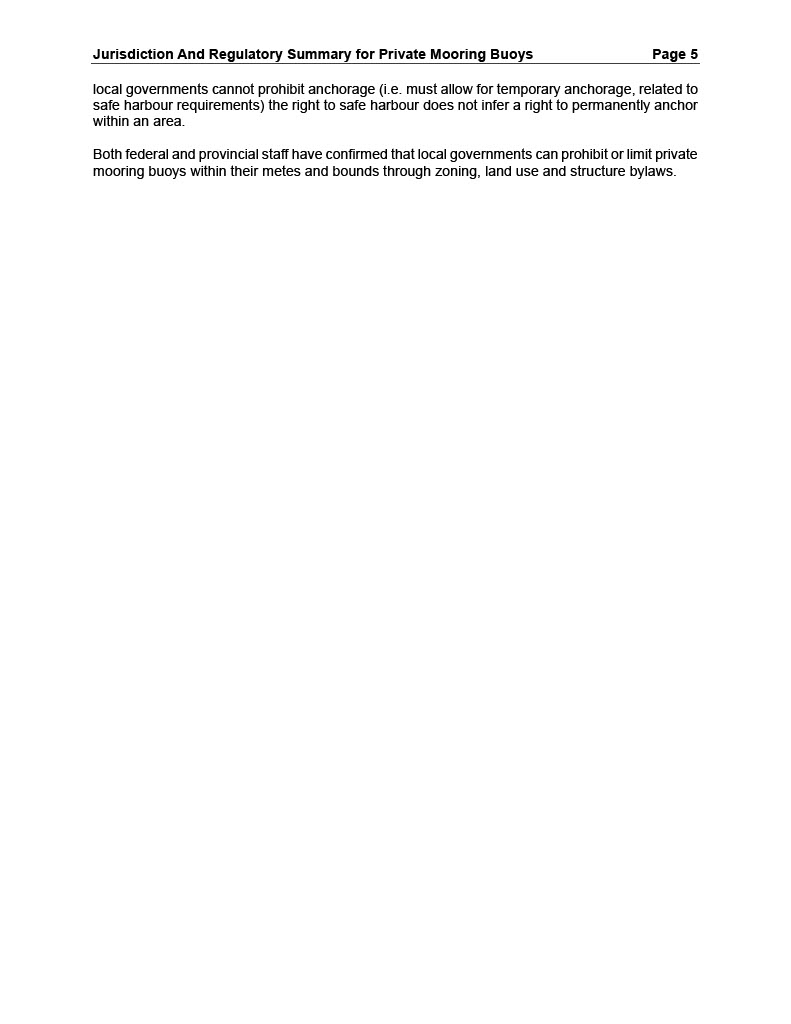 Jurisdiction And Regulatory Summary for Private Mooring Buoys Page 5
local governments cannot prohibit anchorage (i.e. must allow for temporary anchorage, related to
safe harbour requirements) the right to safe harbour does not infer a right to permanently anchor
within an area.
Both federal and provincial staff have confirmed that local governments can prohibit or limit private
mooring buoys within their metes and bounds through zoning, land use and structure bylaws.